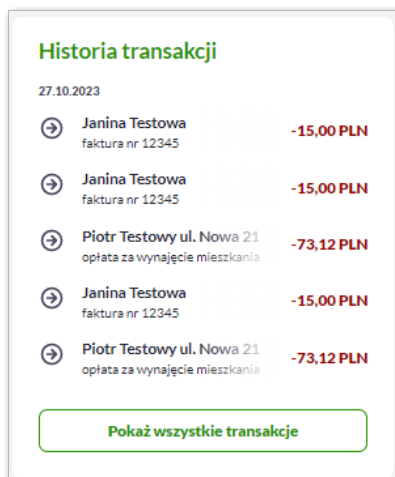 Historia transakcji
27.10.2023
Janina Testowa
faktura nr 12345
-15,00 PLN
Janina Testowa
faktura nr 12345
-15,00 PLN
Piotr Testowy ul. Nowa 21
opłata za wynajęcie mieszkania
-73,12 PLN
Janina Testowa
faktura nr 12345
-15,00 PLN
Piotr Testowy ul. Nowa 21
opłata za wynajęcie mieszkania
-73,12 PLN
Pokaż wszystkie transakcje